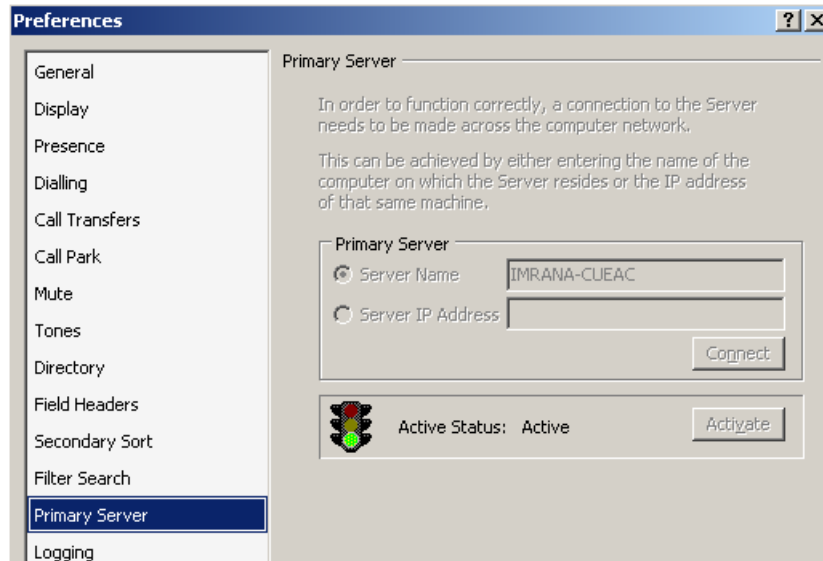 Preferences
General
Display
Presence
Dialling
Call Transfers
Call Park
Mute
Tones
Directory
Field Headers
Secondary Sort
Filter Search
Primary Server
Logging
Primary Server
In order to function correctly, a connection to the Server
needs to be made across the computer network.
This can be achieved by either entering the name of the
computer on which the Server resides or the IP address
of that same machine.
Primary Server
Server Name IMRANA-CUEAC
Server IP Address
Connect
Active Status: Active Activate